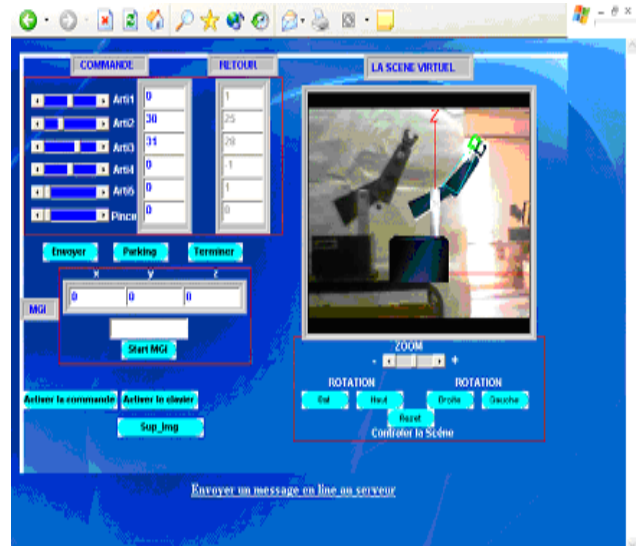 COMMANDE RETOUR LA SCENE VIRTUEL
Arti1 0 1
Arti2 30 25
Arti3 31 28
Arti4 0 -1
Arti5 0 1
Pince 0 0
Z
Envoyer Parking Terminer
x y z
MGI 0 0 0
Start MGI
ZOOM
- +
ROTATION ROTATION
Bal Haut Droite Gauche
Rezet
Controler la Scéne
Activer la commande Activer le clavier
Sup_img
Envoyer un message en line au serveur